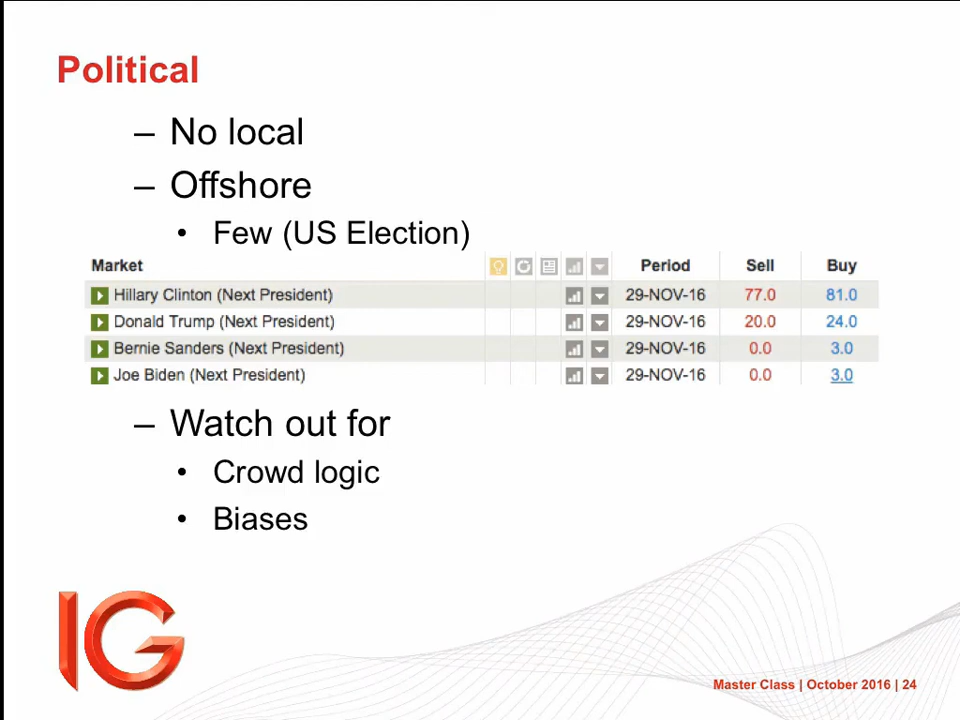 Political
– No local
– Offshore
• Few (US Election)
Market Period Sell Buy
Hillary Clinton (Next President) 29-NOV-16 77.0 81.0
Donald Trump (Next President) 29-NOV-16 20.0 24.0
Bernie Sanders (Next President) 29-NOV-16 0.0 3.0
Joe Biden (Next President) 29-NOV-16 0.0 3.0
– Watch out for
• Crowd logic
• Biases
IG
Master Class | October 2016 | 24